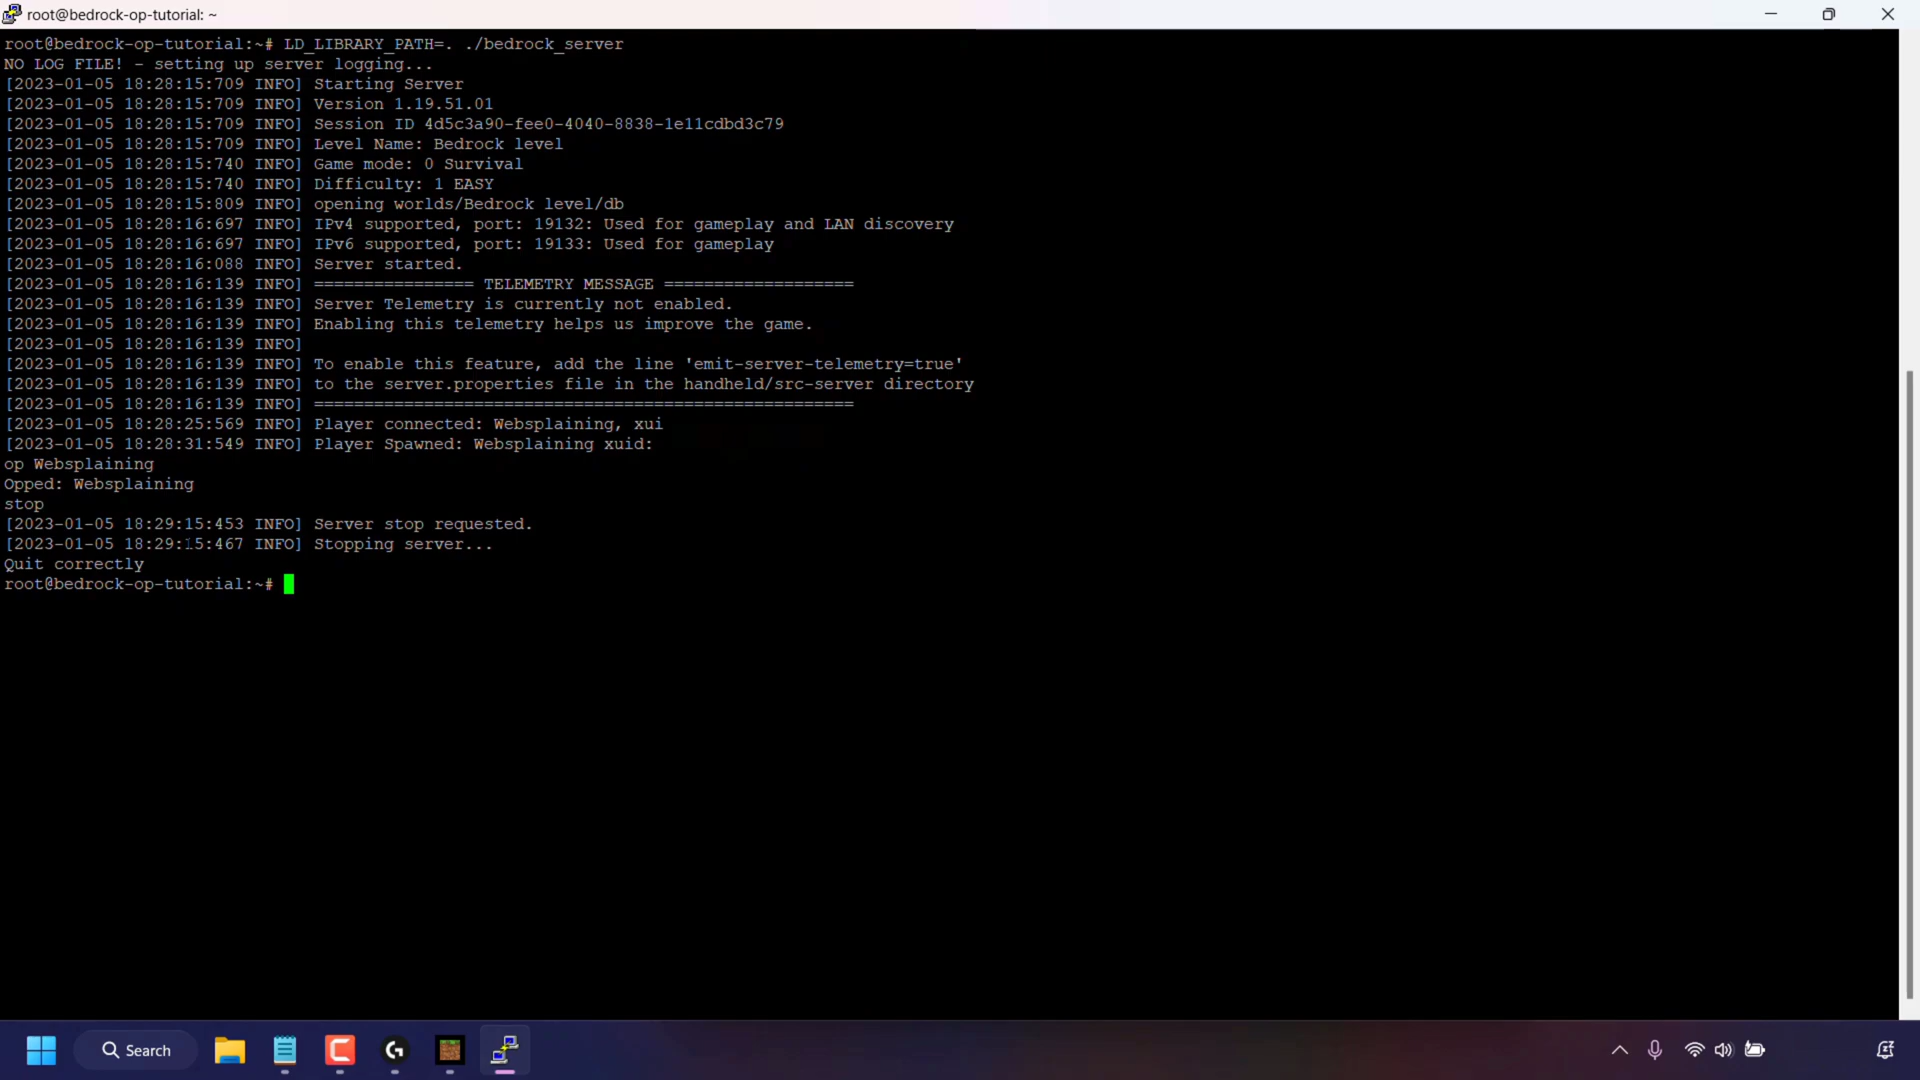 root@bedrock-op-tutorial: ~
root@bedrock-op-tutorial:~# LD_LIBRARY_PATH=. ./bedrock_server
NO LOG FILE! - setting up server logging...
[2023-01-05 18:28:15:709 INFO] Starting Server
[2023-01-05 18:28:15:709 INFO] Version 1.19.51.01
[2023-01-05 18:28:15:709 INFO] Session ID 4d5c3a90-fee0-4040-8838-1e11cdbd3c79
[2023-01-05 18:28:15:709 INFO] Level Name: Bedrock level
[2023-01-05 18:28:15:740 INFO] Game mode: 0 Survival
[2023-01-05 18:28:15:740 INFO] Difficulty: 1 EASY
[2023-01-05 18:28:15:809 INFO] opening worlds/Bedrock level/db
[2023-01-05 18:28:16:697 INFO] IPv4 supported, port: 19132: Used for gameplay and LAN discovery
[2023-01-05 18:28:16:697 INFO] IPv6 supported, port: 19133: Used for gameplay
[2023-01-05 18:28:16:088 INFO] Server started.
[2023-01-05 18:28:16:139 INFO] ================ TELEMETRY MESSAGE ===================
[2023-01-05 18:28:16:139 INFO] Server Telemetry is currently not enabled.
[2023-01-05 18:28:16:139 INFO] Enabling this telemetry helps us improve the game.
[2023-01-05 18:28:16:139 INFO]
[2023-01-05 18:28:16:139 INFO] To enable this feature, add the line 'emit-server-telemetry=true'
[2023-01-05 18:28:16:139 INFO] to the server.properties file in the handheld/src-server directory
[2023-01-05 18:28:16:139 INFO] ======================================================
[2023-01-05 18:28:25:569 INFO] Player connected: Websplaining, xui
[2023-01-05 18:28:31:549 INFO] Player Spawned: Websplaining xuid:
op Websplaining
Opped: Websplaining
stop
[2023-01-05 18:29:15:453 INFO] Server stop requested.
[2023-01-05 18:29:15:467 INFO] Stopping server...
Quit correctly
root@bedrock-op-tutorial:~#
Search